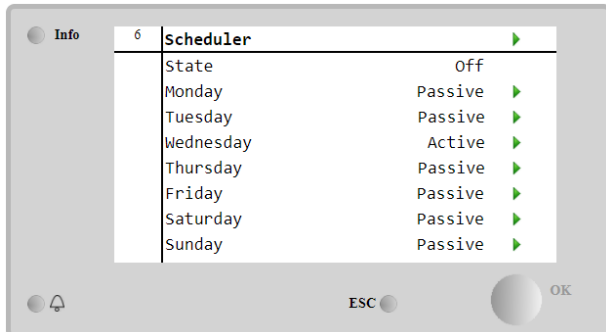 Info
6 Scheduler
State Off
Monday Passive
Tuesday Passive
Wednesday Active
Thursday Passive
Friday Passive
Saturday Passive
Sunday Passive
ESC
OK